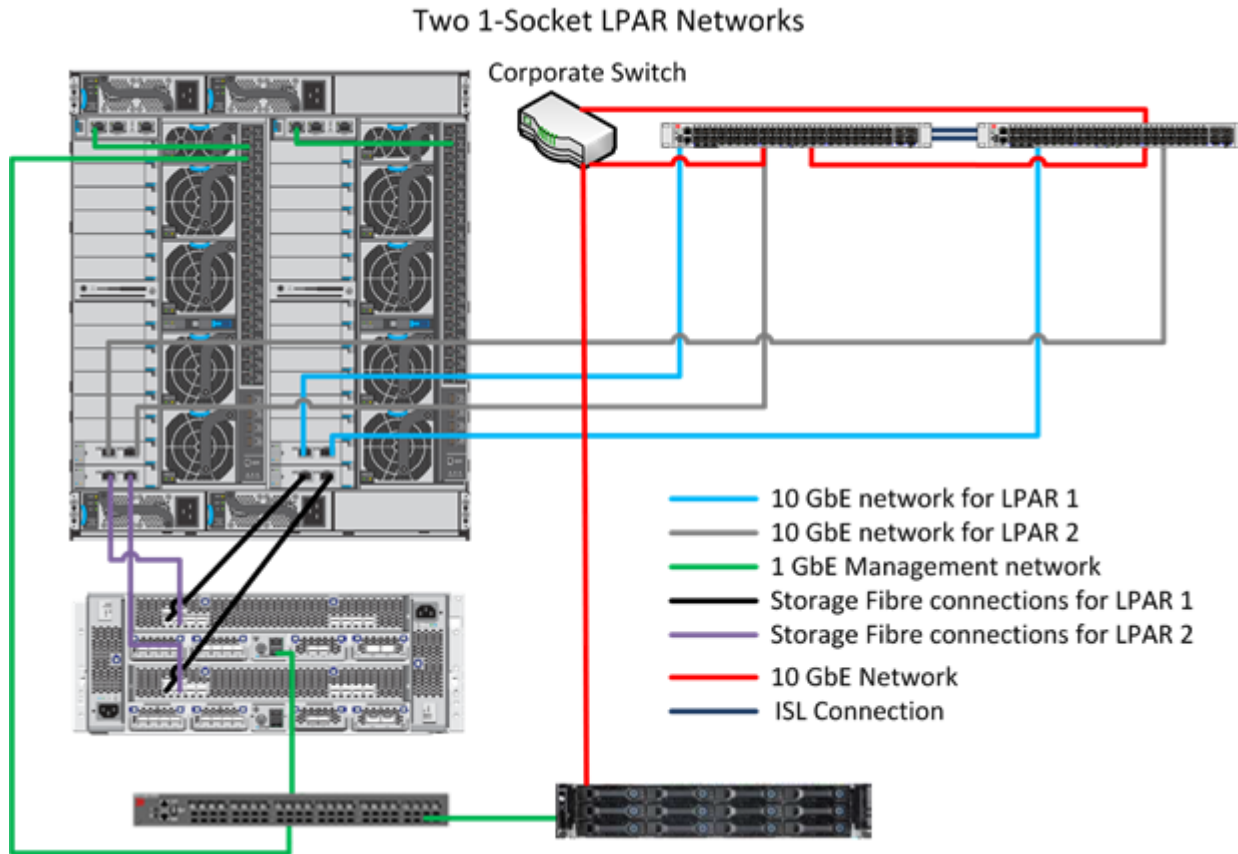 Two 1-Socket LPAR Networks
Corporate Switch
10 GbE network for LPAR 1
10 GbE network for LPAR 2
1 GbE Management network
Storage Fibre connections for LPAR 1
Storage Fibre connections for LPAR 2
10 GbE Network
ISL Connection